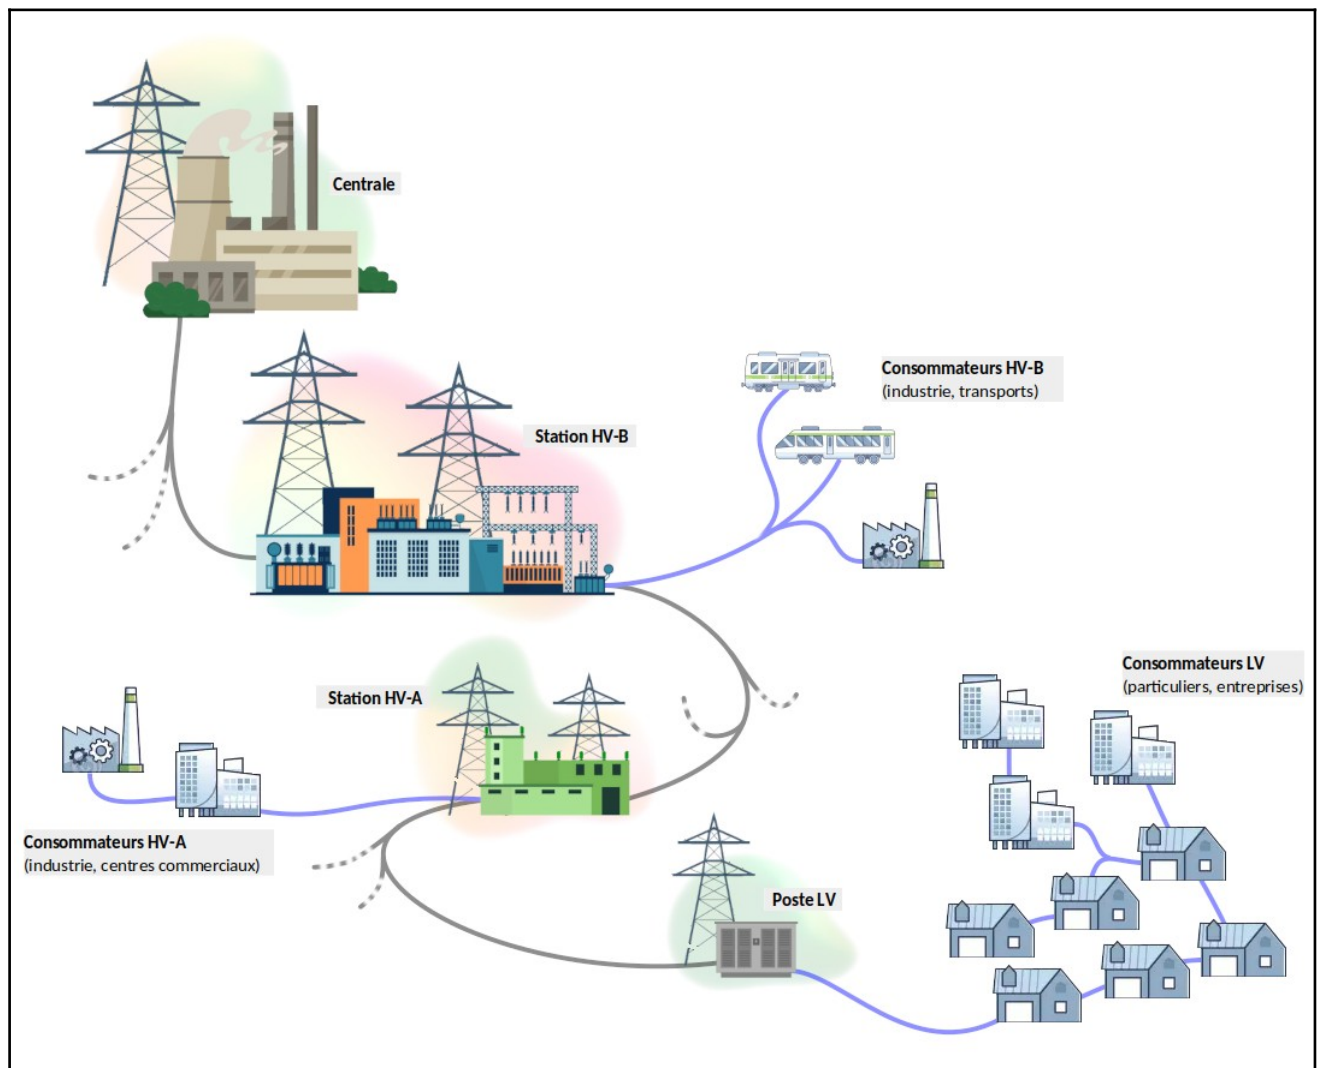 Centrale
Station HV-B
Consommateurs HV-B
(industrie, transports)
Station HV-A
Consommateurs LV
(particuliers, entreprises)
Consommateurs HV-A
(industrie, centres commerciaux)
Poste LV